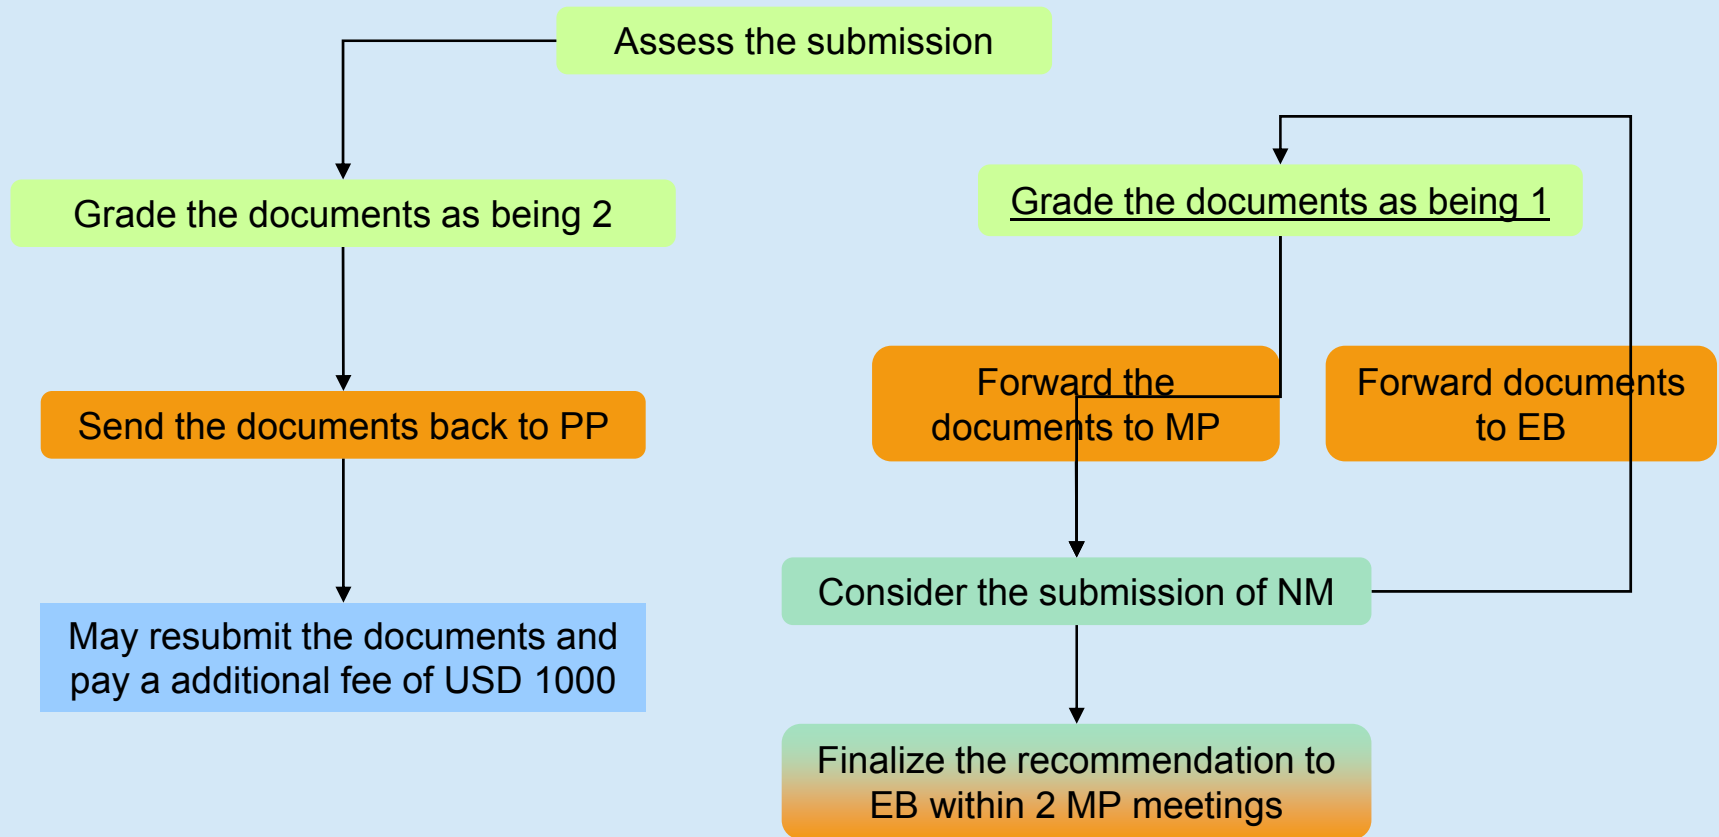 Assess the submission
Grade the documents as being 2
Grade the documents as being 1
Send the documents back to PP
Forward the
documents to MP
Forward documents
to EB
Consider the submission of NM
May resubmit the documents and
pay a additional fee of USD 1000
Finalize the recommendation to
EB within 2 MP meetings